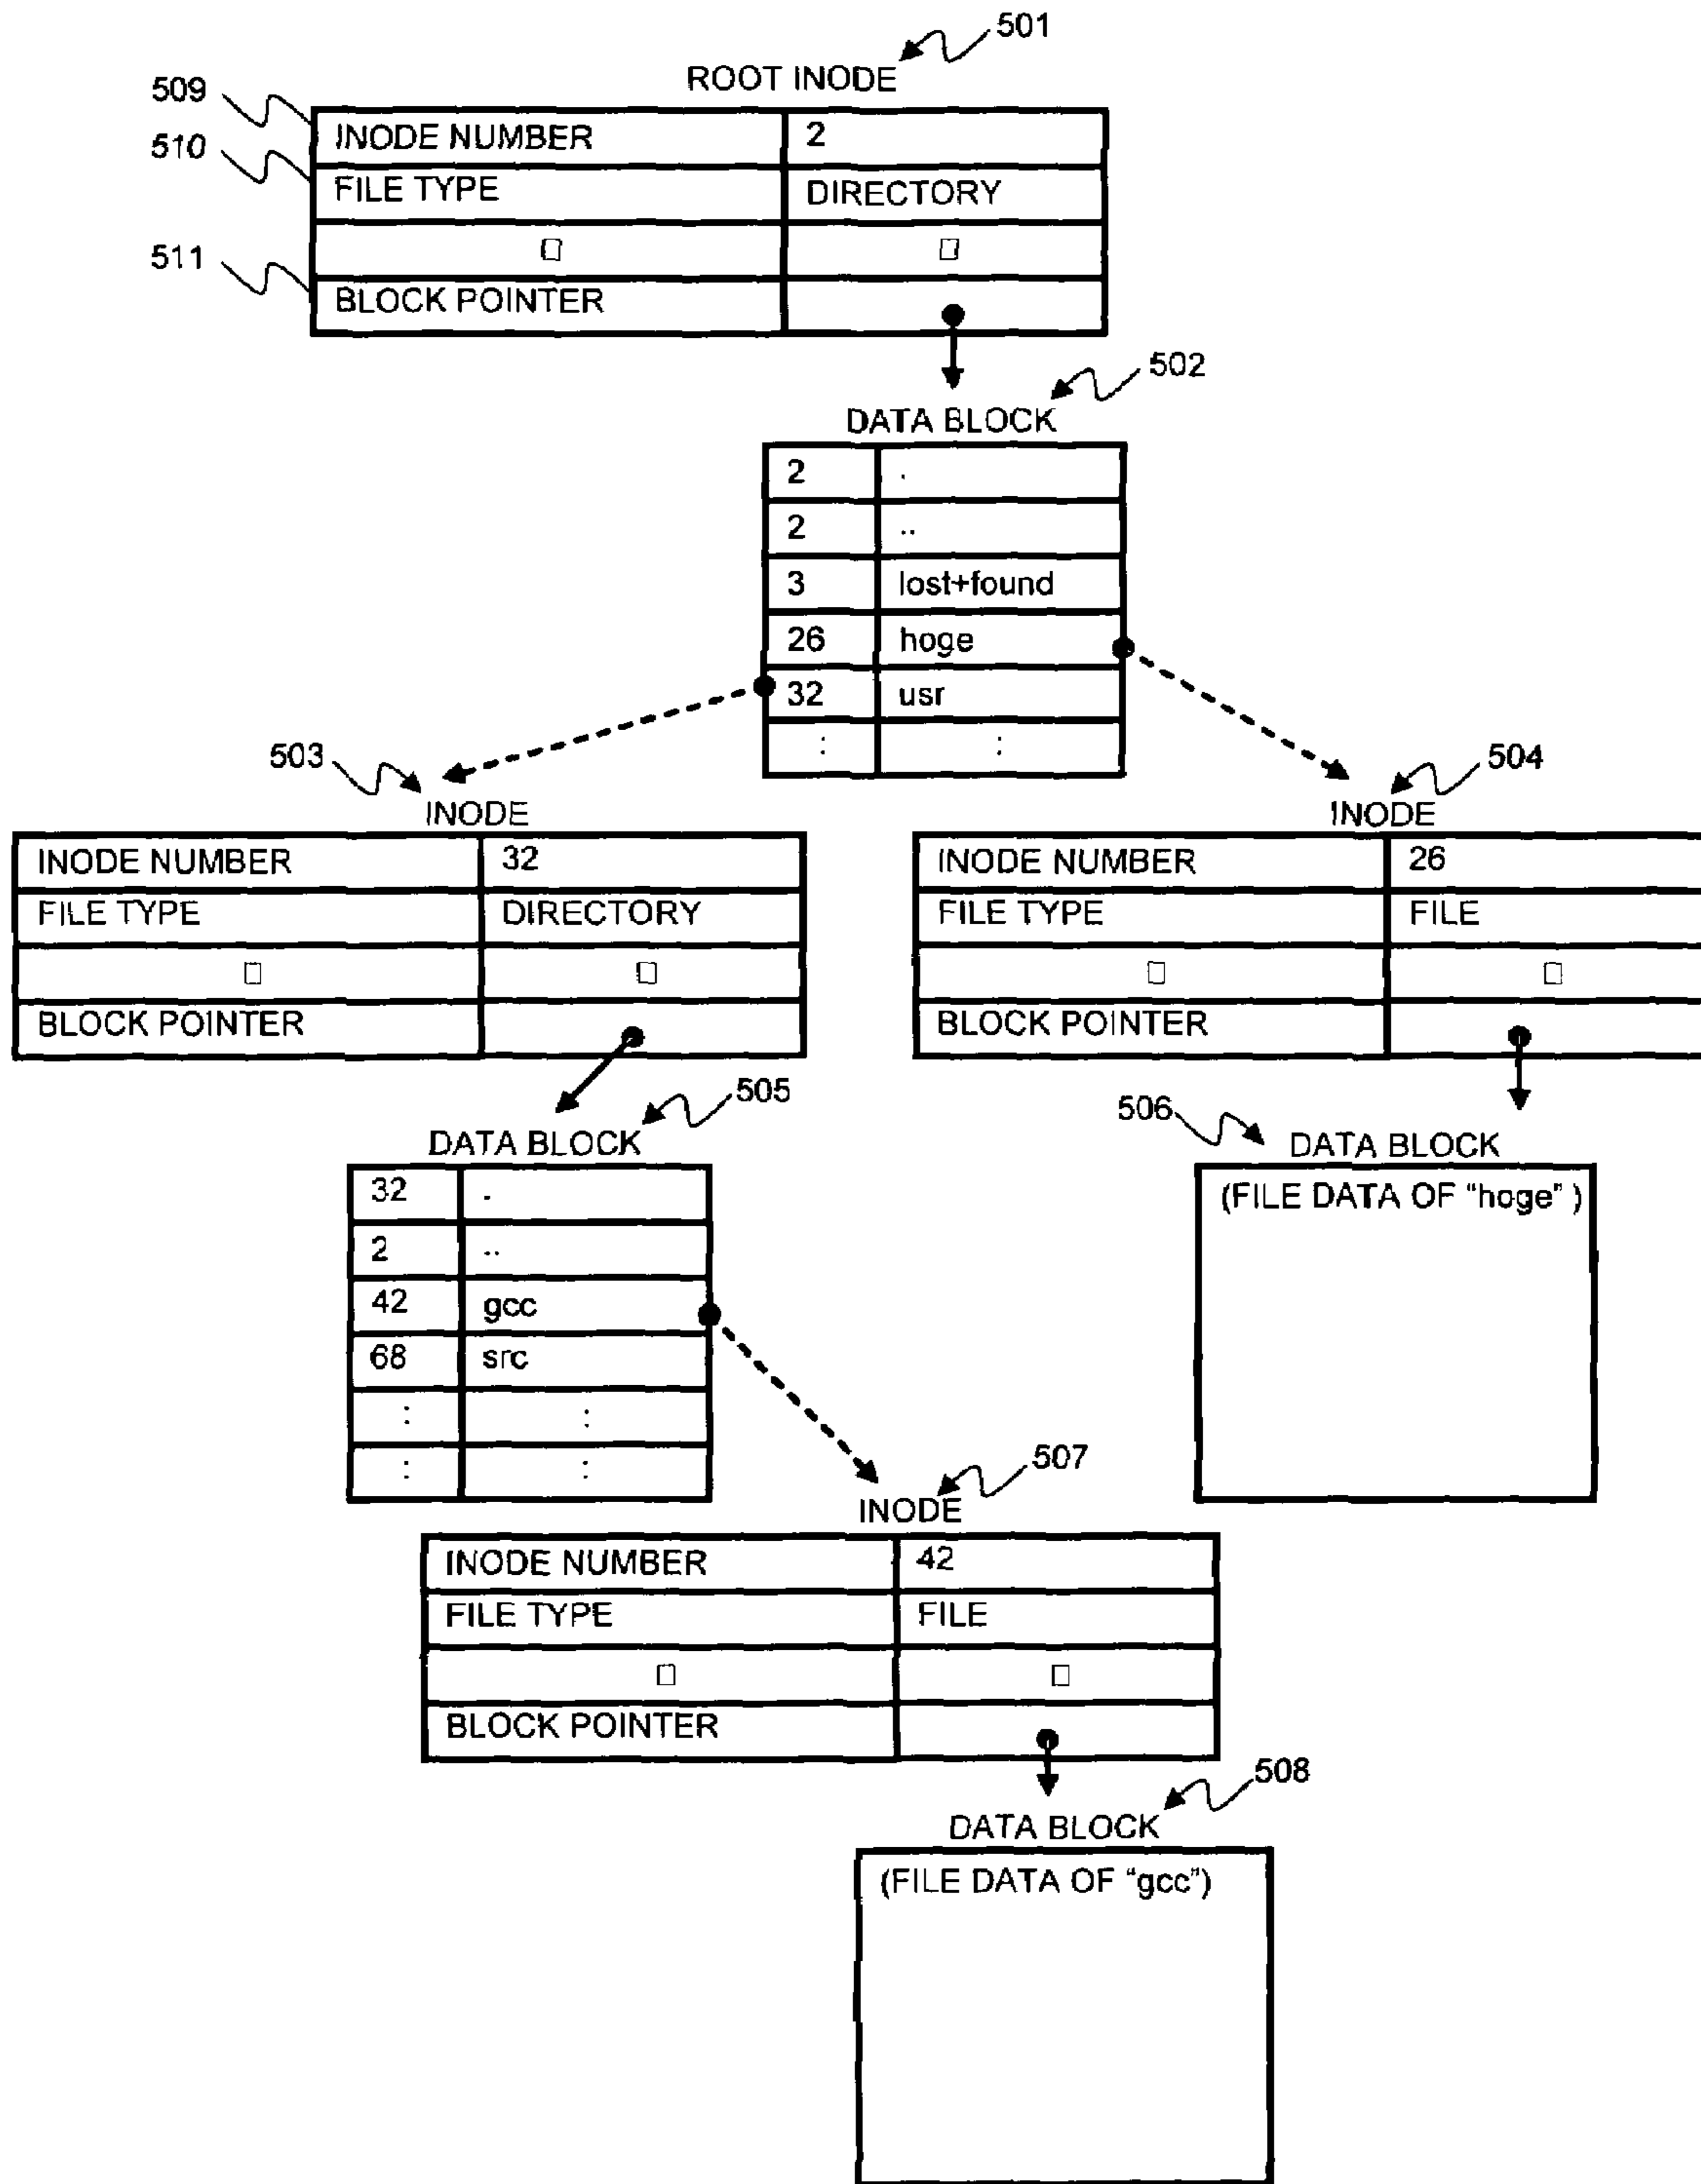 501
ROOT INODE
509
INODE NUMBER 2
510
FILE TYPE DIRECTORY
511
BLOCK POINTER
502
DATA BLOCK
2 .
2 ..
3 lost+found
26 hoge
32 usr
: :
503
INODE
INODE NUMBER 32
FILE TYPE DIRECTORY
BLOCK POINTER
504
INODE
INODE NUMBER 26
FILE TYPE FILE
BLOCK POINTER
505
DATA BLOCK
32 .
2 ..
42 gcc
68 src
: :
: :
506
DATA BLOCK
(FILE DATA OF "hoge" )
507
INODE
INODE NUMBER 42
FILE TYPE FILE
BLOCK POINTER
508
DATA BLOCK
(FILE DATA OF "gcc")